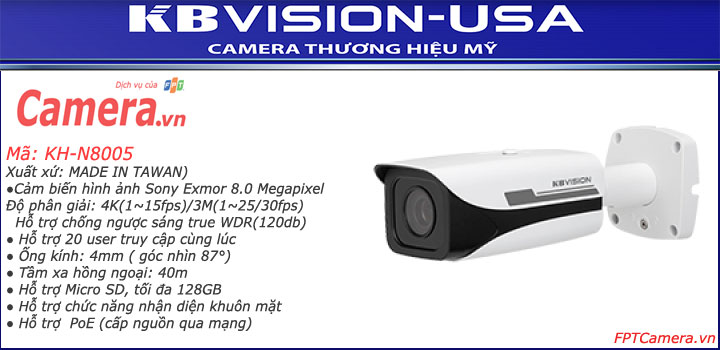 KBVISION-USA
CAMERA THƯƠNG HIỆU MỸ
Dịch vụ của FPT
Camera.vn
Mã: KH-N8005
Xuất xứ: MADE IN TAWAN)
●Cảm biến hình ảnh Sony Exmor 8.0 Megapixel
Độ phân giải: 4K(1~15fps)/3M(1~25/30fps)
Hỗ trợ chống ngược sáng true WDR(120db)
● Hỗ trợ 20 user truy cập cùng lúc
● Ống kính: 4mm ( góc nhìn 87°)
● Tầm xa hồng ngoại: 40m
● Hỗ trợ Micro SD, tối đa 128GB
● Hỗ trợ chức năng nhận diện khuôn mặt
● Hỗ trợ  PoE (cấp nguồn qua mạng)
KBVISION
FPTCamera.vn